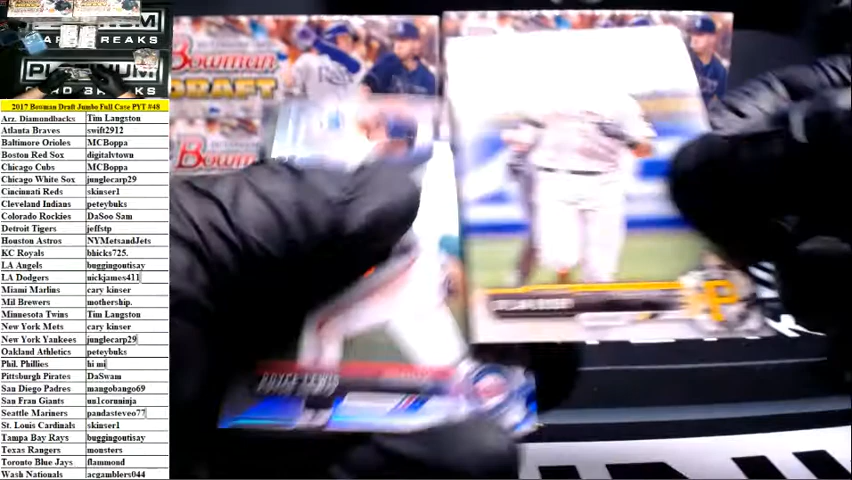 PLATINUM
CARD BREAKS
2017 Bowman Draft Jumbo Full Case PYT #48
Arz. Diamondbacks Tim Langston
Atlanta Braves swift2912
Baltimore Orioles MCBoppa
Boston Red Sox digitaltvown
Chicago Cubs MCBoppa
Chicago White Sox junglecarp29
Cincinnati Reds skinser1
Cleveland Indians peteybuks
Colorado Rockies DaSoo Sam
Detroit Tigers jeffstp
Houston Astros NYMetsandJets
KC Royals bhicks725.
LA Angels buggingoutisay
LA Dodgers nickjames411
Miami Marlins cary kinser
Mil Brewers mothership.
Minnesota Twins Tim Langston
New York Mets cary kinser
New York Yankees junglecarp29
Oakland Athletics peteybuks
Phil. Phillies hi mi
Pittsburgh Pirates DaSwam
San Diego Padres mangobango69
San Fran Giants un1cornninja
Seattle Mariners pandasteveo77
St. Louis Cardinals skinser1
Tampa Bay Rays buggingoutisay
Texas Rangers monsters
Toronto Blue Jays flammond
Wash Nationals acgamblers044
Bowman
DRAFT
Bowman
P
ROYCE LEWIS